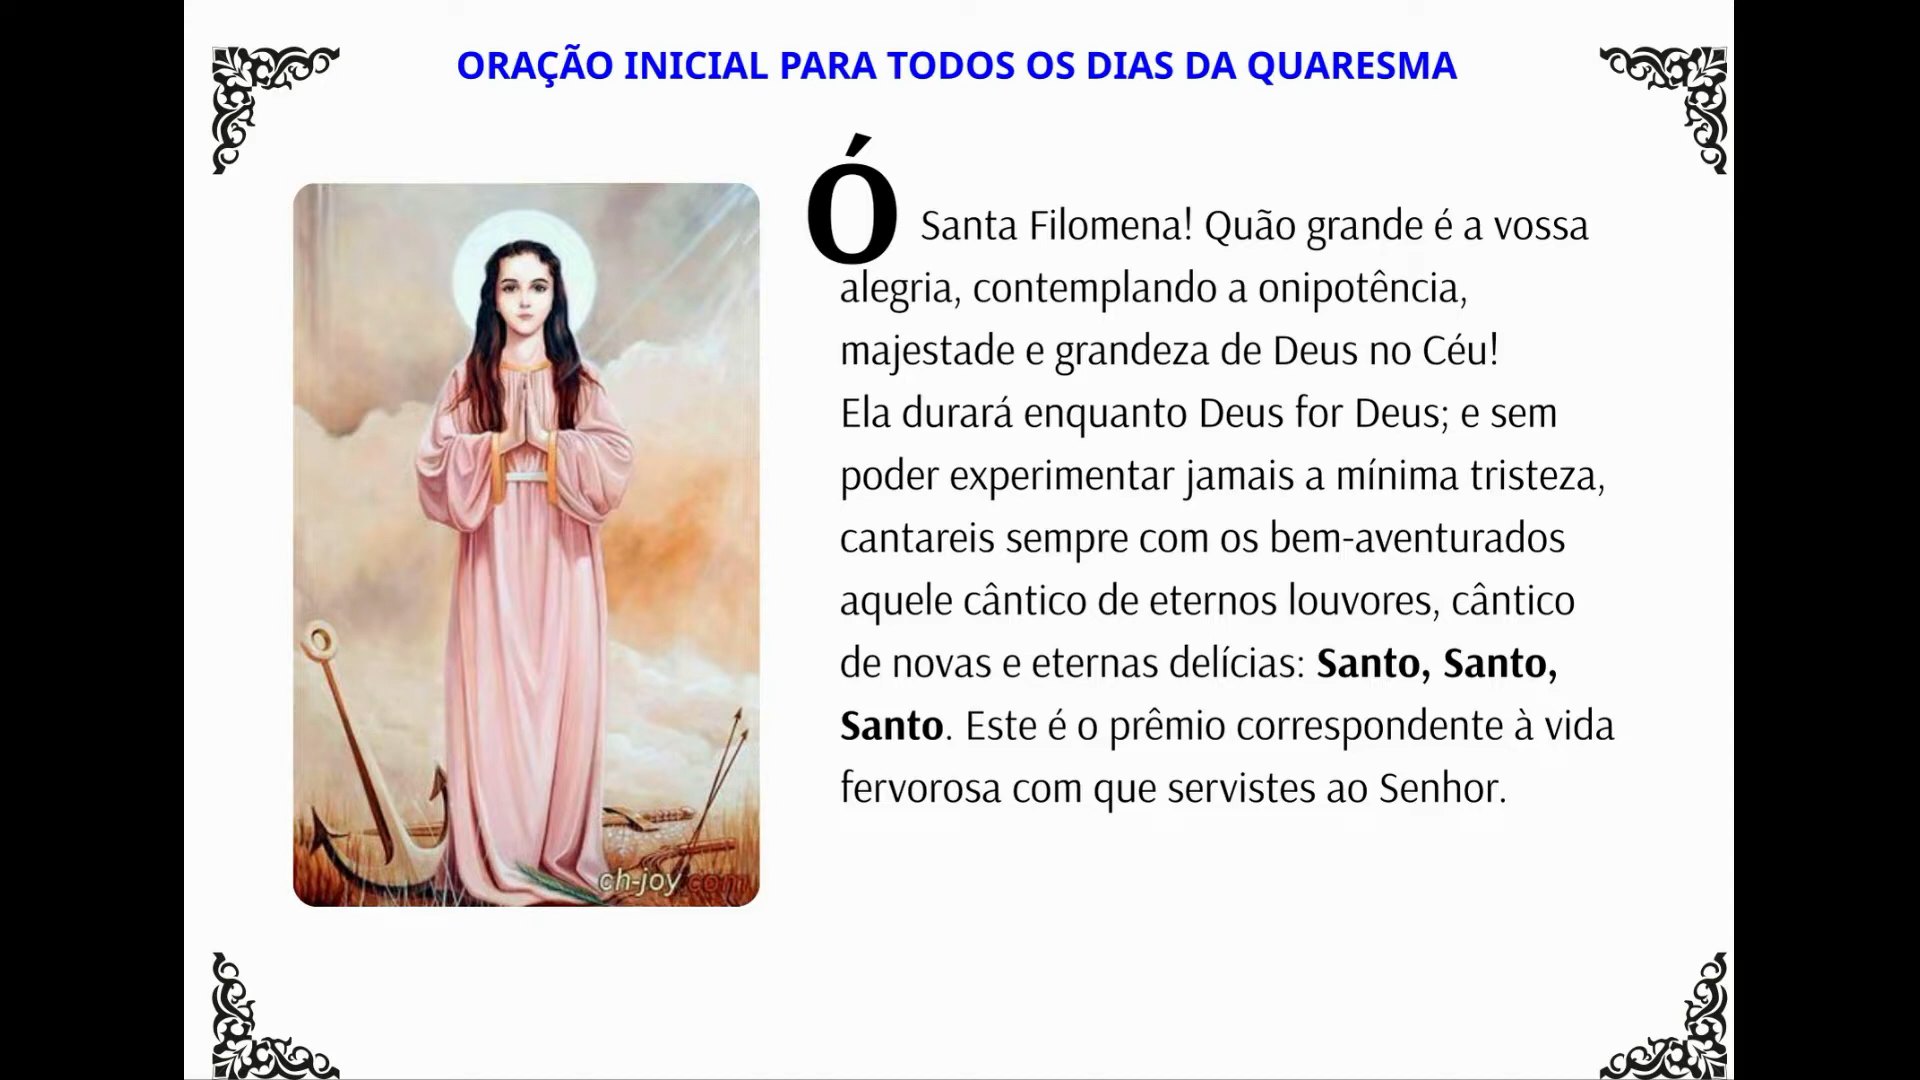 ORAÇÃO INICIAL PARA TODOS OS DIAS DA QUARESMA
Ó Santa Filomena! Quão grande é a vossa
alegria, contemplando a onipotência,
majestade e grandeza de Deus no Céu!
Ela durará enquanto Deus for Deus; e sem
poder experimentar jamais a mínima tristeza,
cantareis sempre com os bem-aventurados
aquele cântico de eternos louvores, cântico
de novas e eternas delícias: Santo, Santo,
Santo. Este é o prêmio correspondente à vida
fervorosa com que servistes ao Senhor.
ch-joy.com